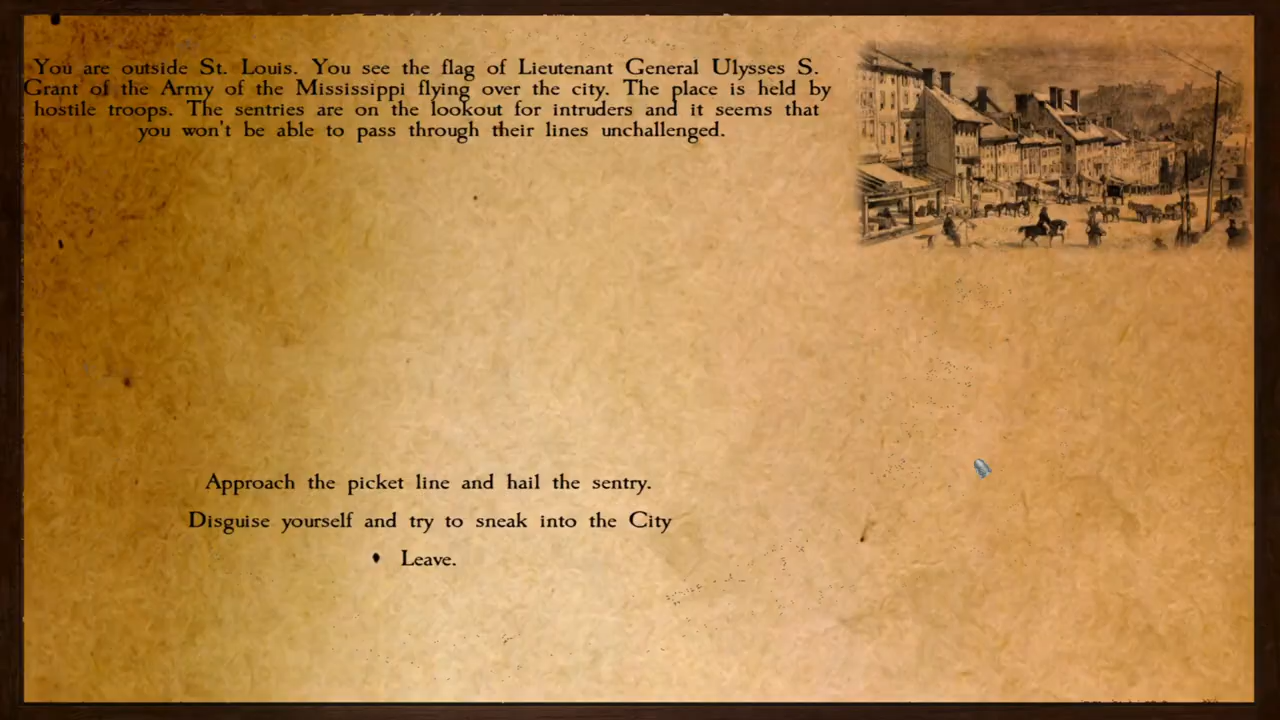 You are outside St. Louis. You see the flag of Lieutenant General Ulysses S.
Grant of the Army of the Mississippi flying over the city. The place is held by
hostile troops. The sentries are on the lookout for intruders and it seems that
you won't be able to pass through their lines unchallenged.
Approach the picket line and hail the sentry.
Disguise yourself and try to sneak into the City
Leave.